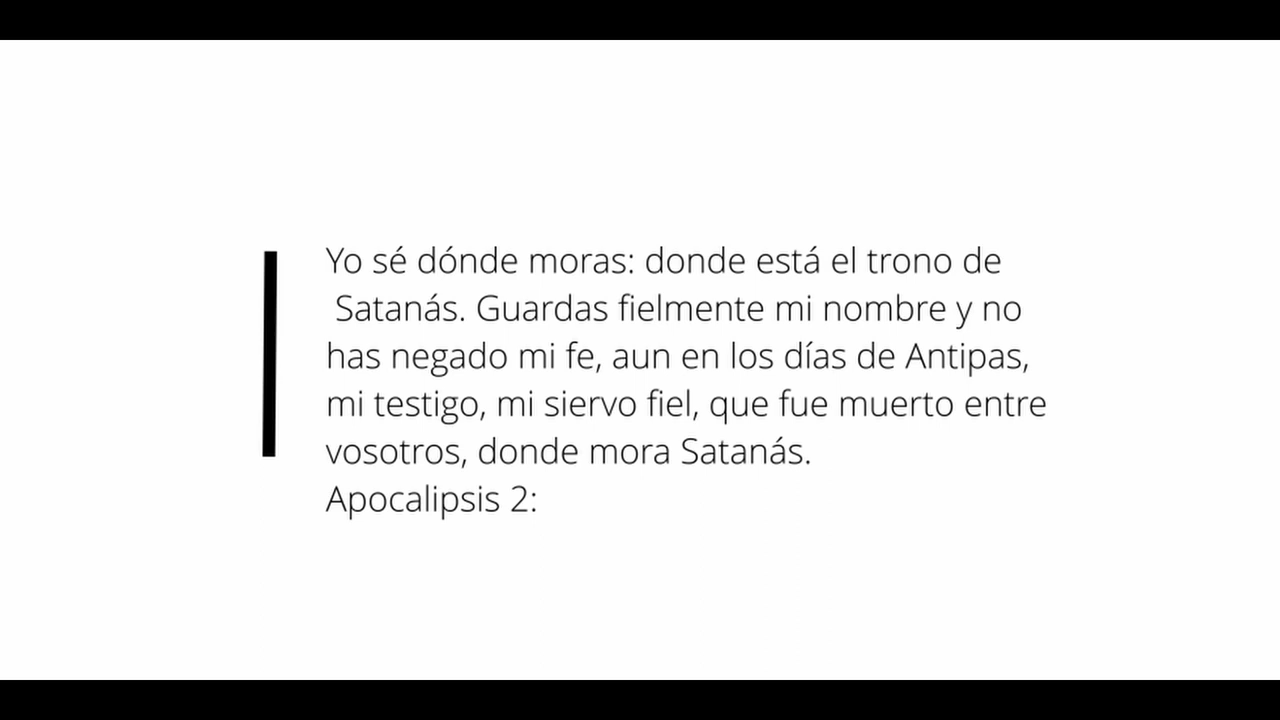 Yo sé dónde moras: donde está el trono de
Satanás. Guardas fielmente mi nombre y no
has negado mi fe, aun en los días de Antipas,
mi testigo, mi siervo fiel, que fue muerto entre
vosotros, donde mora Satanás.
Apocalipsis 2: